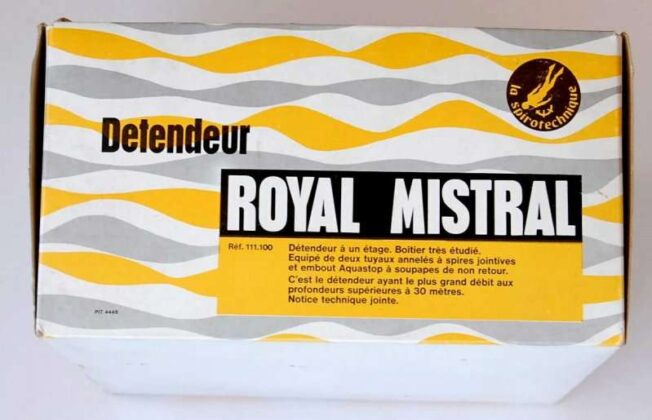 la spirotechnique
Detendeur
ROYAL MISTRAL
Réf. 111.100
Détendeur à un étage. Boîtier très étudié.
Equipé de deux tuyaux annelés à spires jointives
et embout Aquastop à soupapes de non retour.
C'est le détendeur ayant le plus grand débit aux
profondeurs supérieures à 30 mètres.
Notice technique jointe.
PIT 4448